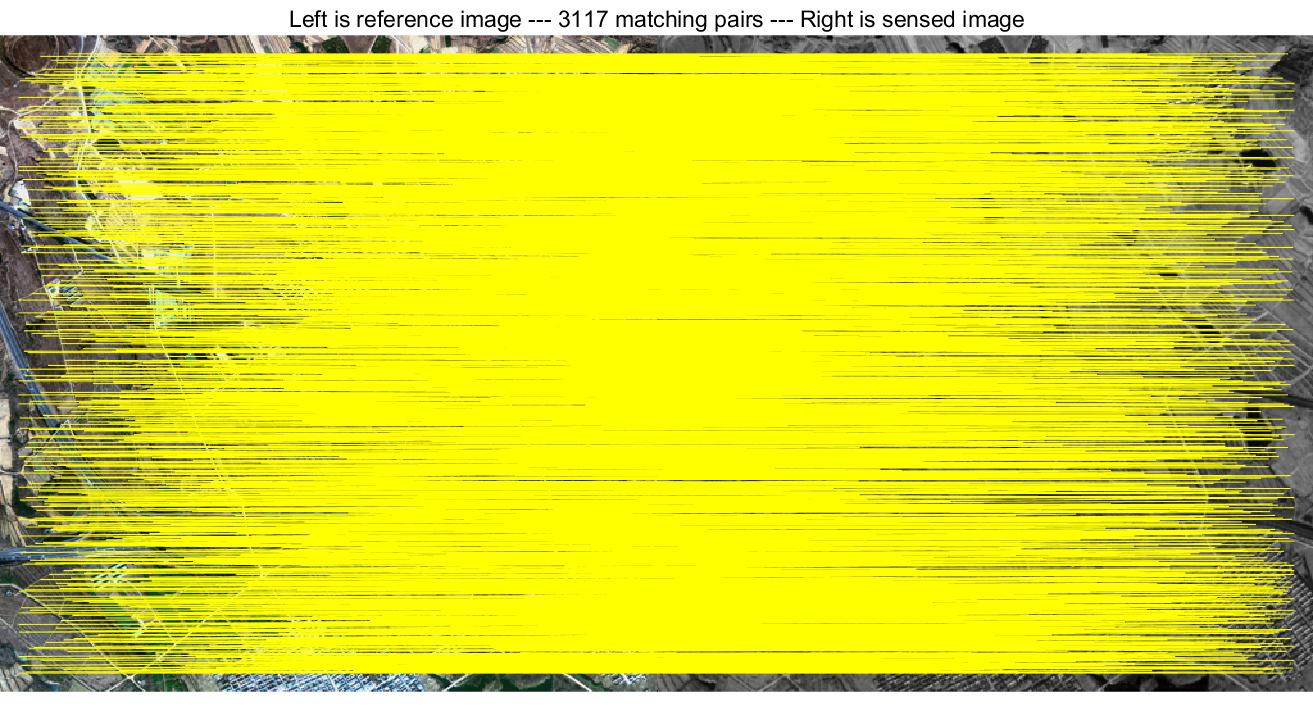 Left is reference image --- 3117 matching pairs --- Right is sensed image